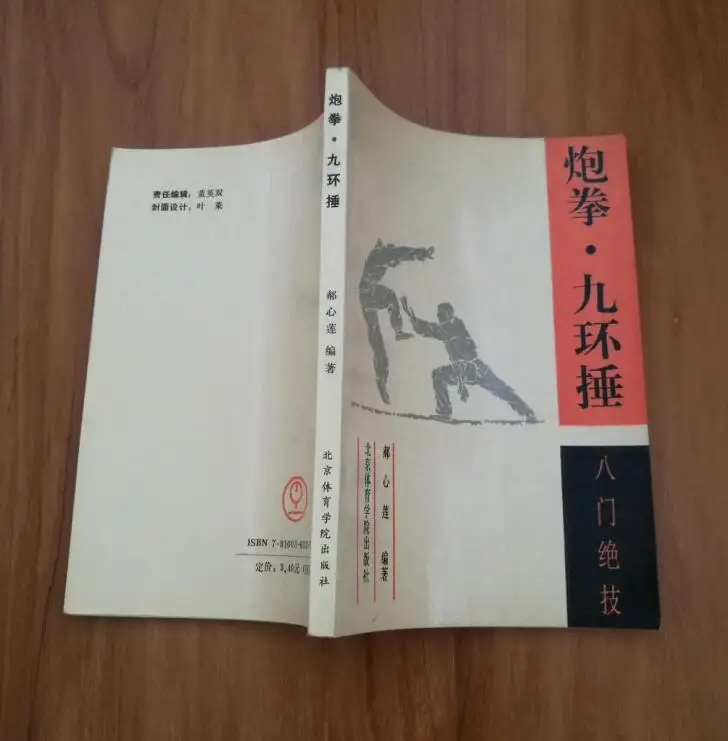 责任编辑：蓝英双
封面设计：叶 莱
ISBN 7-81003-
定价：3.40元
炮拳·九环捶
郝心莲 编著
北京体育学院出版社
炮拳·九环捶
八门绝技
郝心莲 编著
北京体育学院出版社